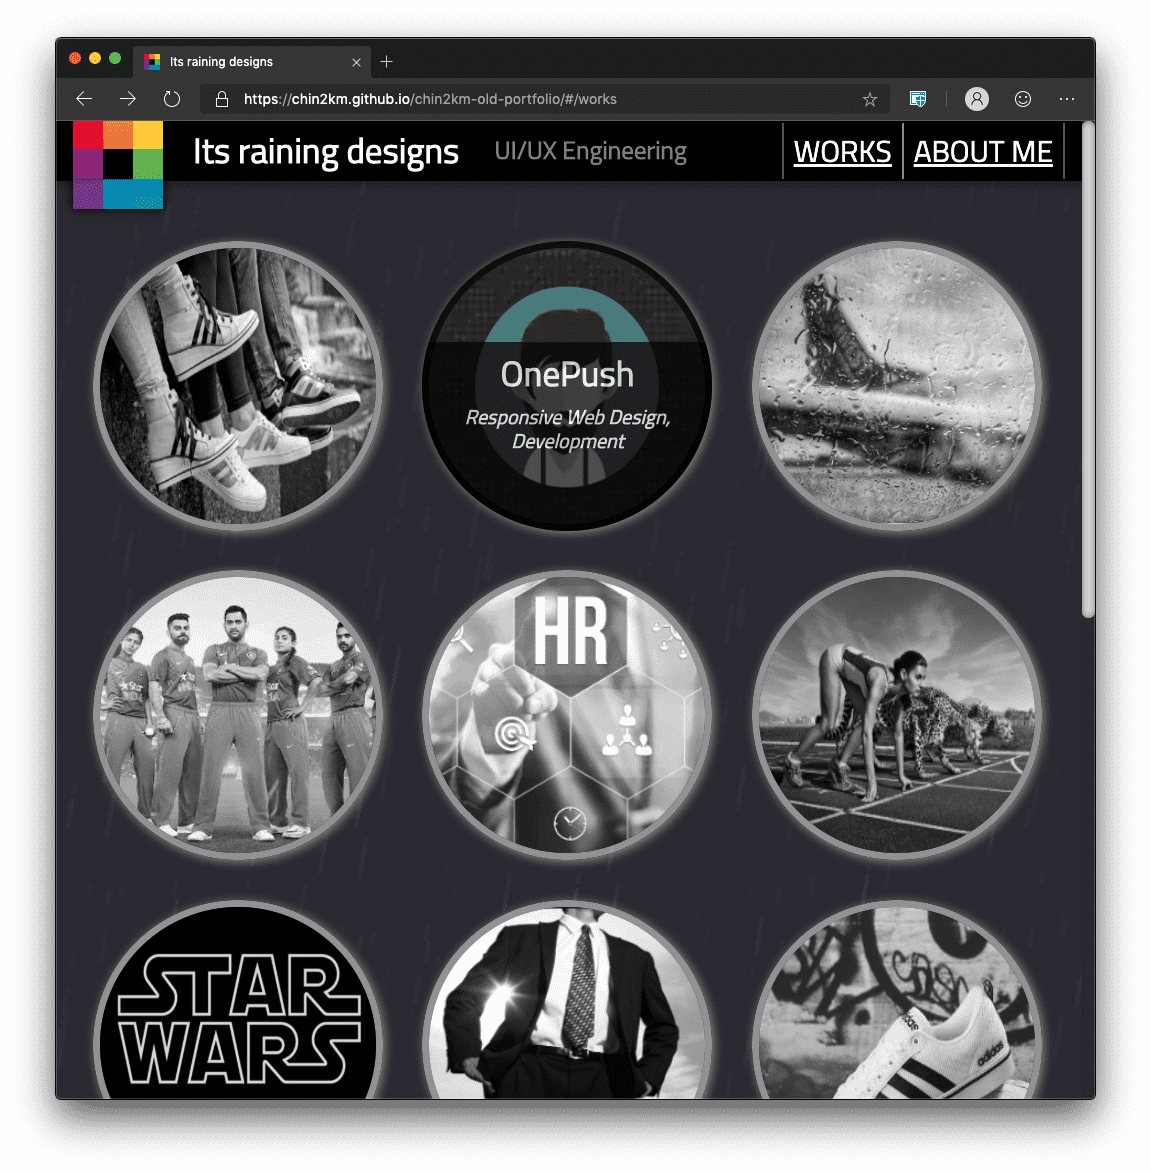 Its raining designs
https://chin2km.github.io/chin2km-old-portfolio/#/works
Its raining designs
UI/UX Engineering
WORKS
ABOUT ME
OnePush
Responsive Web Design,
Development
HR
STAR
WARS
adidas